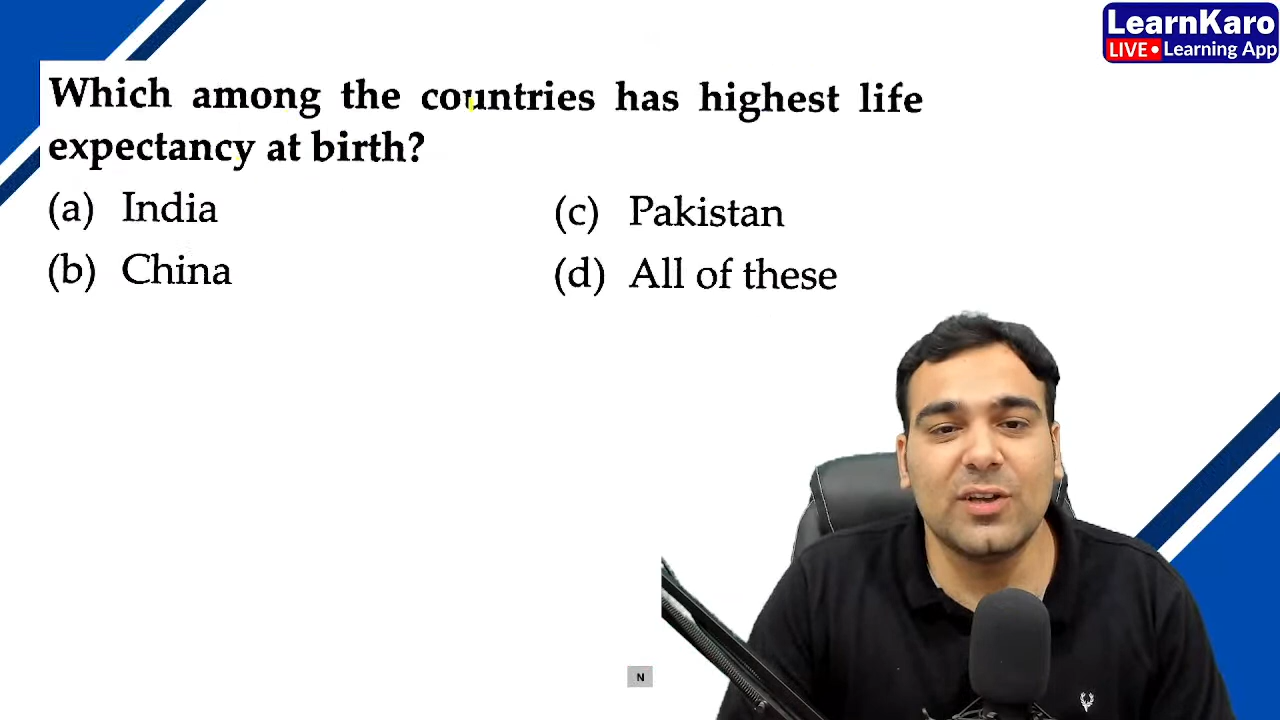 LearnKaro
LIVE • Learning App
Which among the countries has highest life
expectancy at birth?
(a) India
(b) China
(c) Pakistan
(d) All of these
N